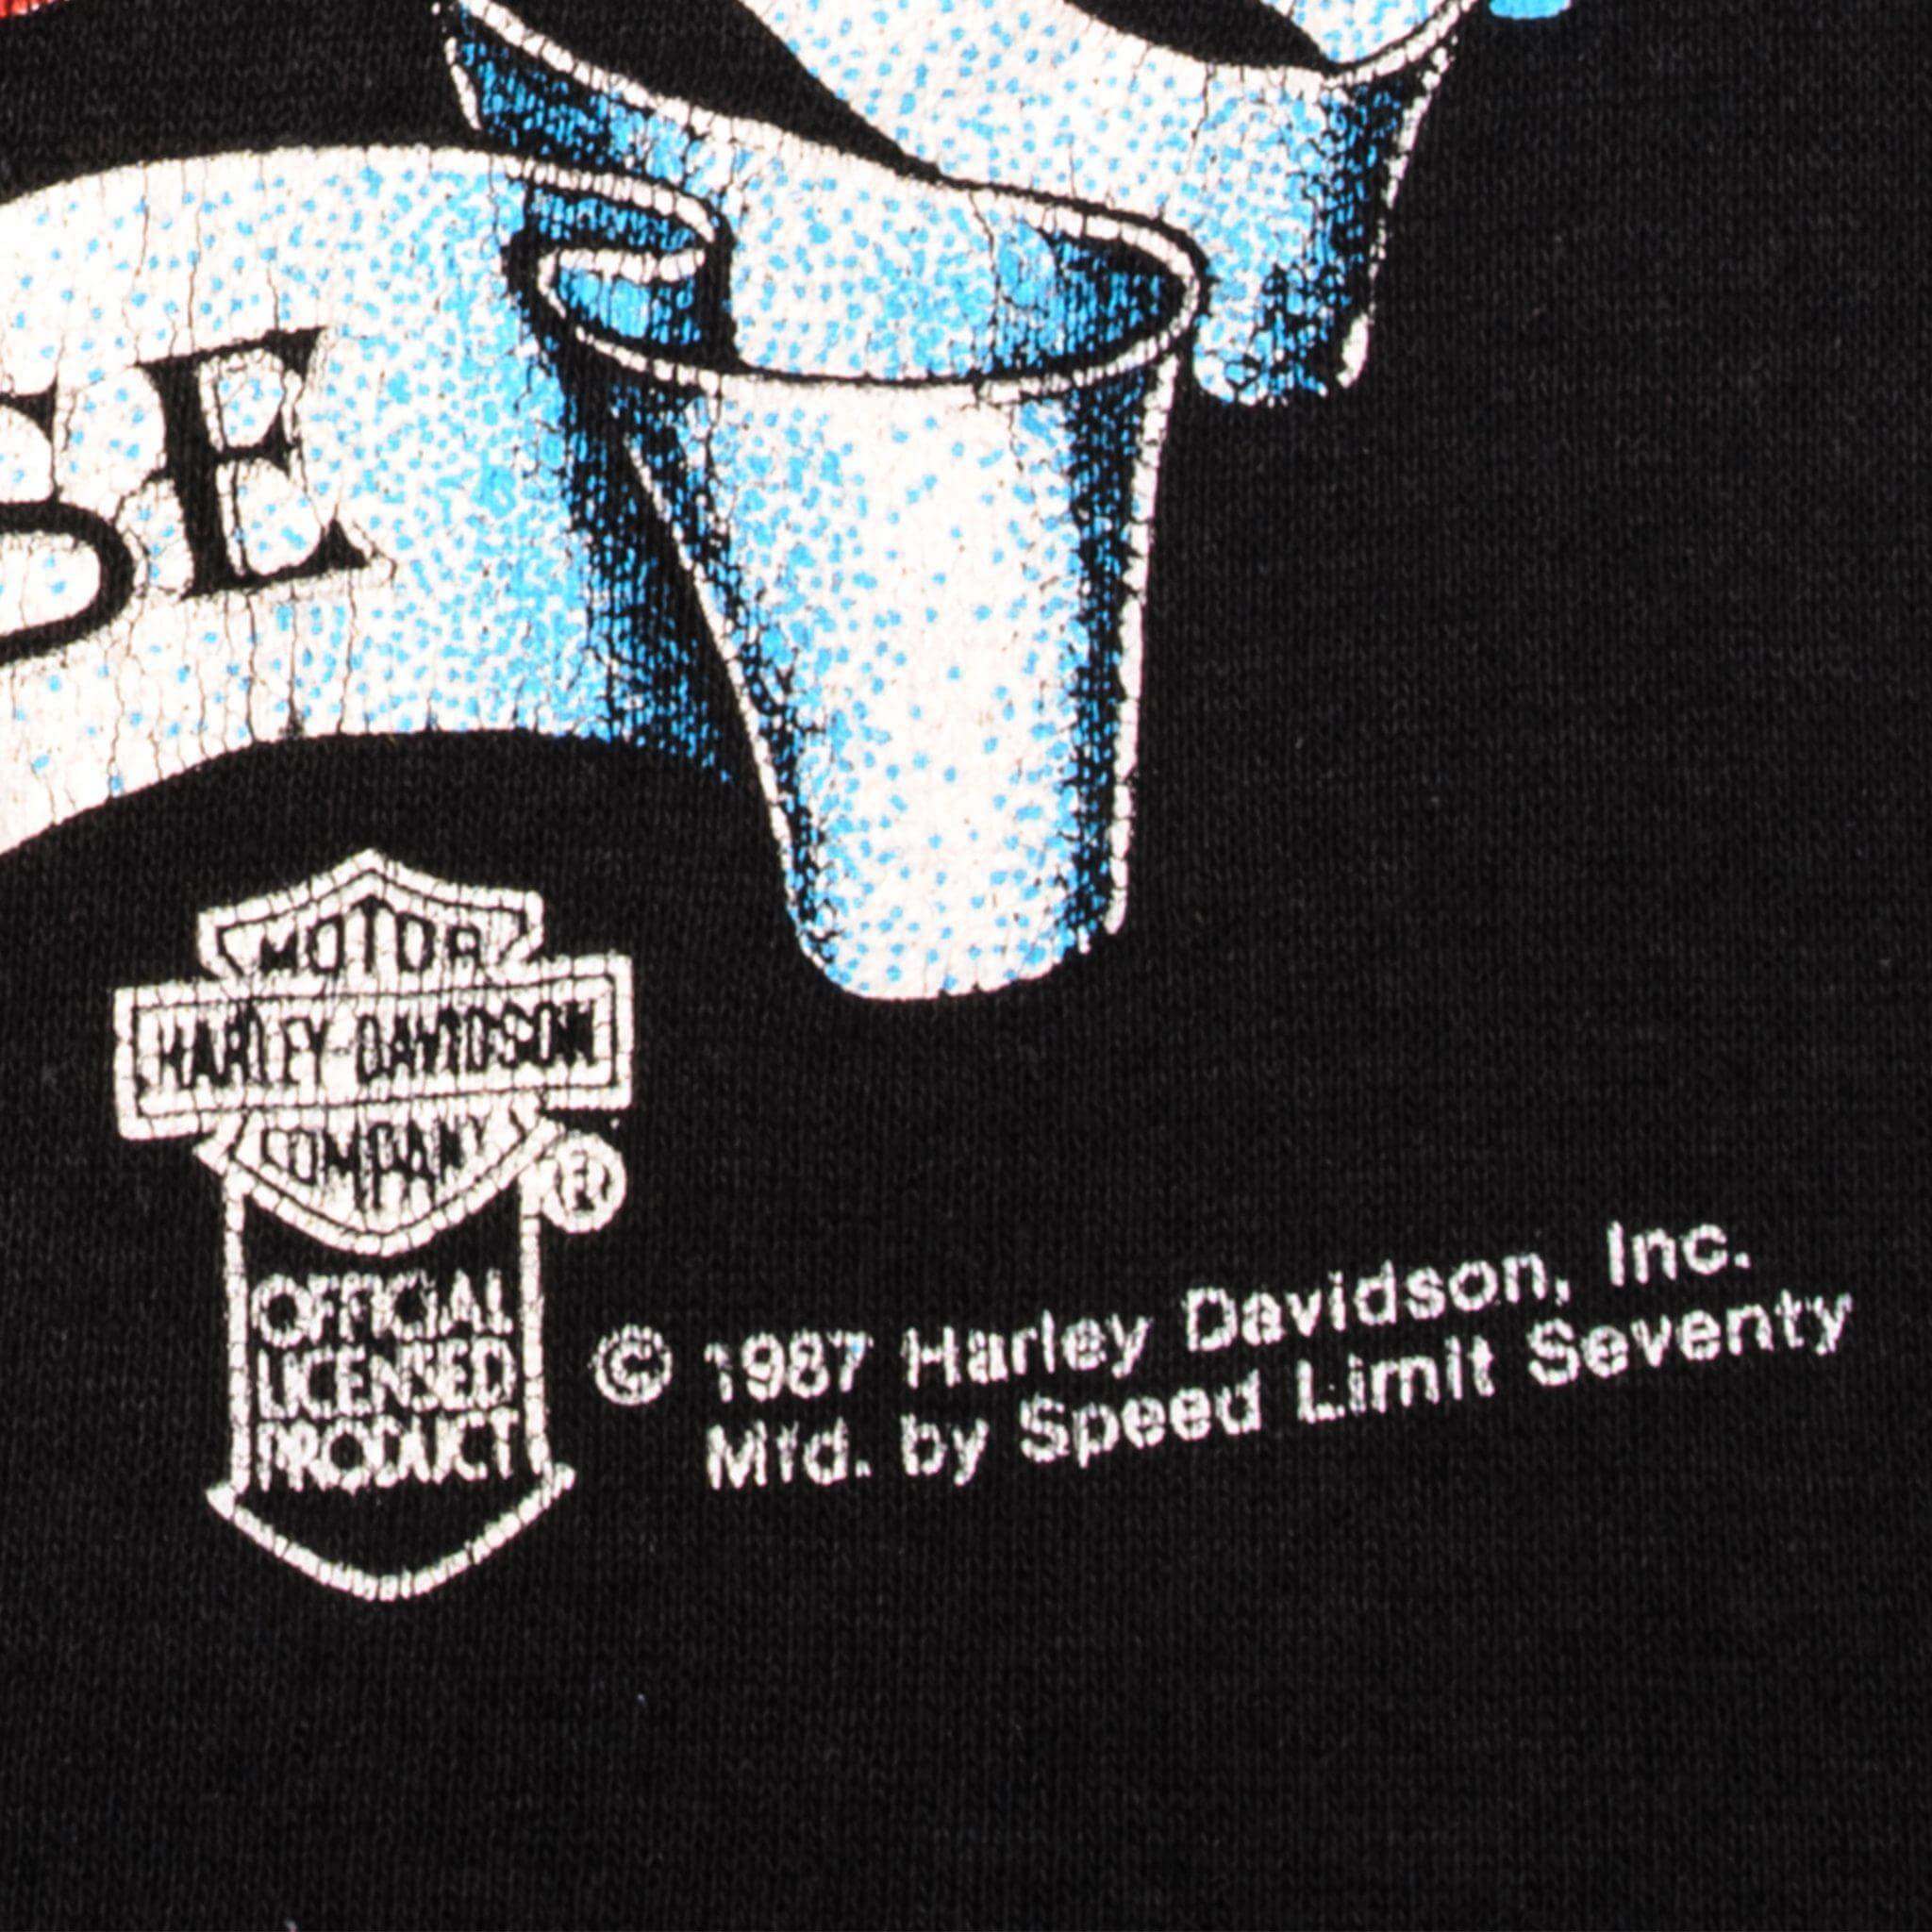 SE
MOTOR
HARLEY-DAVIDSON
COMPANY
®
OFFICIAL
LICENSED
PRODUCT
© 1987 Harley Davidson, Inc.
Mfd. by Speed Limit Seventy